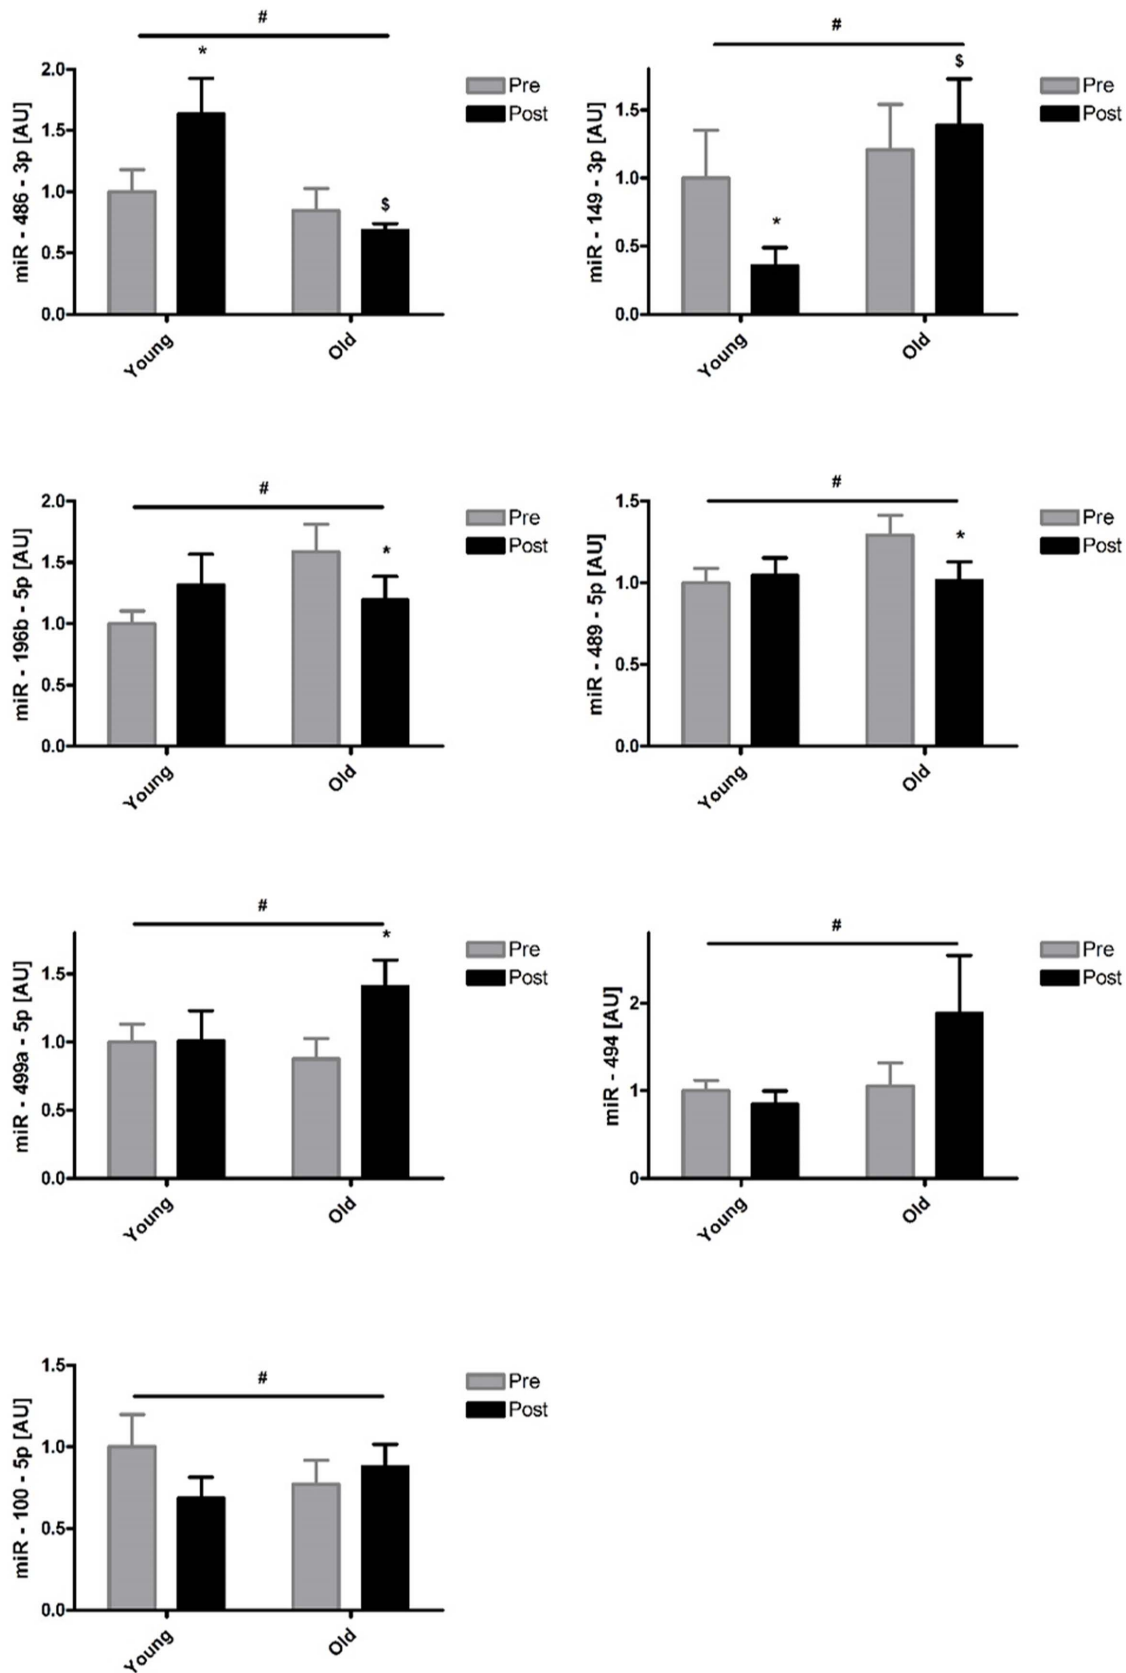 #
*
2.0
1.5
1.0
0.5
0.0
miR - 486 - 3p [AU]
$
Young
Old
Pre
Post
#
$
1.5
1.0
0.5
0.0
miR - 149 - 3p [AU]
*
Young
Old
Pre
Post
#
2.0
1.5
1.0
0.5
0.0
miR - 196b - 5p [AU]
*
Young
Old
Pre
Post
#
1.5
1.0
0.5
0.0
miR - 489 - 5p [AU]
*
Young
Old
Pre
Post
#
*
1.5
1.0
0.5
0.0
miR - 499a - 5p [AU]
Young
Old
Pre
Post
#
2
1
0
miR - 494 [AU]
Young
Old
Pre
Post
#
1.5
1.0
0.5
0.0
miR - 100 - 5p [AU]
Young
Old
Pre
Post